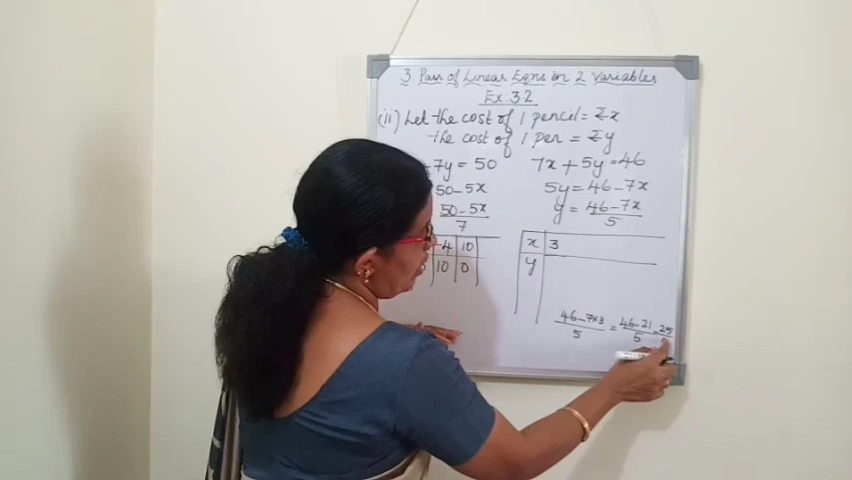 3 Pair of Linear Eqns in 2 Variables
Ex: 3.2
(ii) Let the cost of 1 pencil = ₹x
the cost of 1 pen = ₹y
+7y = 50
50-5x
50-5x
7
-4 10
10 0
7x+5y=46
5y=46-7x
y = 46-7x
5
x 3
y
46-7×3 = 46-21 = 25
5 5